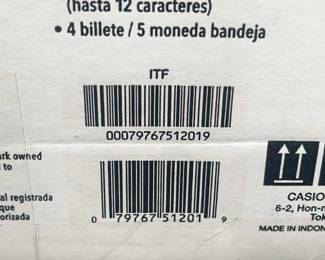 (hasta 12 caracteres)
• 4 billete / 5 moneda bandeja
ITF
00079767512019
ark owned
to
0 79767 51201 9
al registrada
que
orizada
CASIO
6-2, Hon-m
Tok
MADE IN INDON